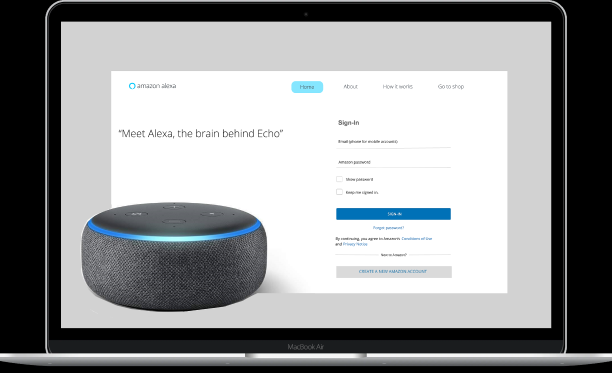 amazon alexa
Home
About
How it works
Go to shop
“Meet Alexa, the brain behind Echo”
Sign-In
Email (phone for mobile accounts)
Amazon password
Show password
Keep me signed in.
SIGN-IN
Forgot password?
By continuing, you agree to Amazon's Conditions of Use
and Privacy Notice.
New to Amazon?
CREATE A NEW AMAZON ACCOUNT
MacBook Air